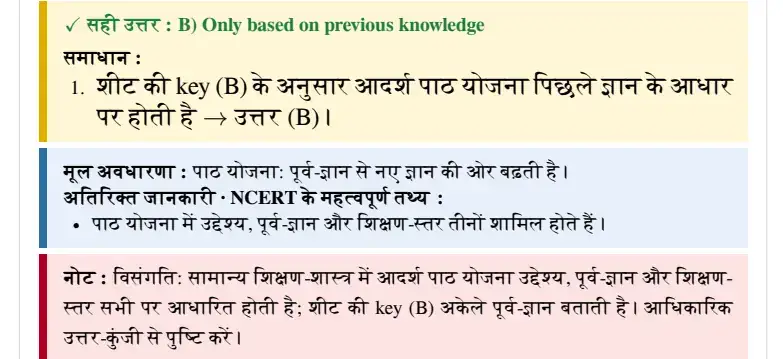 ✓ सही उत्तर : B) Only based on previous knowledge
समाधान :
1. शीट की key (B) के अनुसार आदर्श पाठ योजना पिछले ज्ञान के आधार
पर होती है → उत्तर (B)।
मूल अवधारणा : पाठ योजना: पूर्व-ज्ञान से नए ज्ञान की ओर बढ़ती है।
अतिरिक्त जानकारी · NCERT के महत्वपूर्ण तथ्य :
• पाठ योजना में उद्देश्य, पूर्व-ज्ञान और शिक्षण-स्तर तीनों शामिल होते हैं।
नोट : विसंगति: सामान्य शिक्षण-शास्त्र में आदर्श पाठ योजना उद्देश्य, पूर्व-ज्ञान और शिक्षण-
स्तर सभी पर आधारित होती है; शीट की key (B) अकेले पूर्व-ज्ञान बताती है। आधिकारिक
उत्तर-कुंजी से पुष्टि करें।